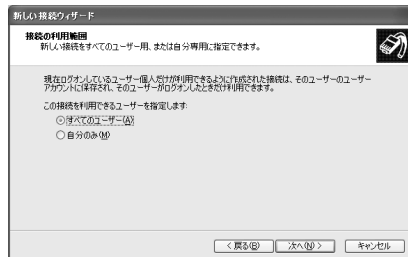 新しい接続ウィザード
接続の利用範囲
新しい接続をすべてのユーザー用、または自分専用に指定できます。
現在ログオンしているユーザー個人だけが利用できるように作成された接続は、そのユーザーのユーザー
アカウントに保存され、そのユーザーがログオンしたときだけ利用できます。
この接続を利用できるユーザーを指定します:
すべてのユーザー(A)
自分のみ(M)
< 戻る(B) 次へ(N) > キャンセル